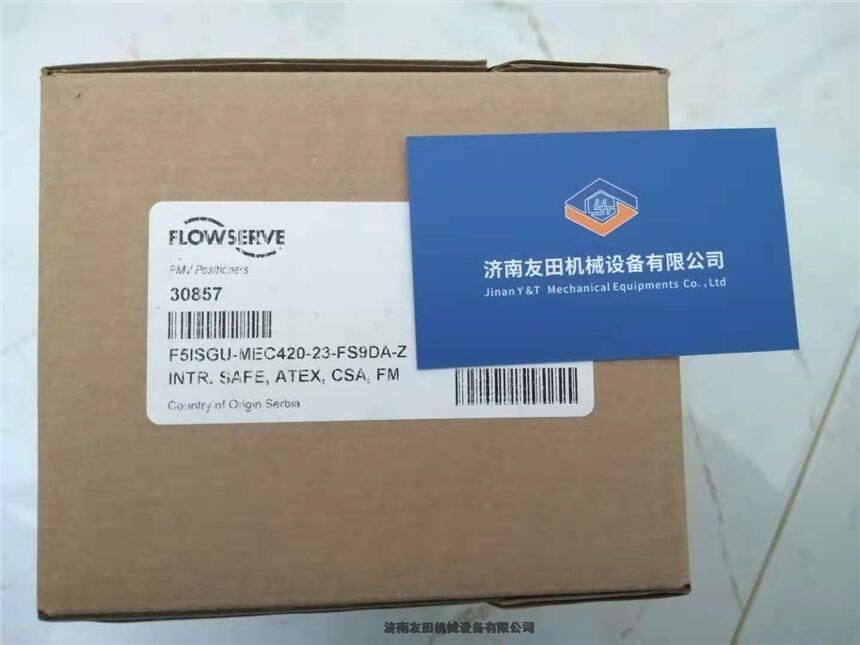 FLOWSERVE
PMV Positioners
30857
F5ISGU-MEC420-23-FS9DA-Z
INTR. SAFE, ATEX, CSA, FM
Country of Origin Serbia
济南友田机械设备有限公司
Jinan Y&T Mechanical Equipments Co.,Ltd
济南友田机械设备有限公司